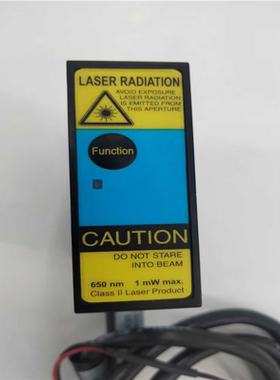 LASER RADIATION
AVOID EXPOSURE
LASER RADIATION
IS EMITTED FROM
THIS APERTURE
Function
CAUTION
DO NOT STARE
INTO BEAM
650 nm 1 mW max.
Class II Laser Product